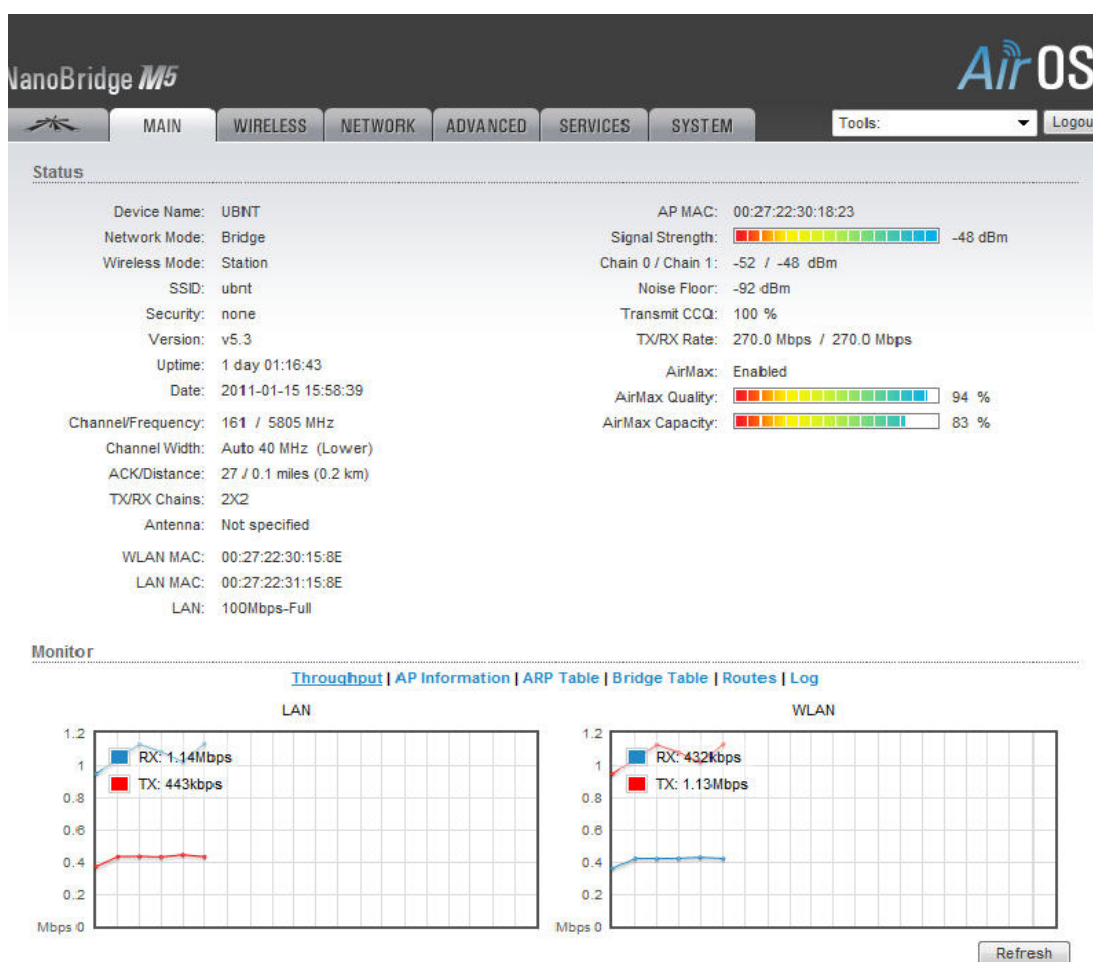 NanoBridge M5
AirOS
MAIN WIRELESS NETWORK ADVANCED SERVICES SYSTEM Tools: Logou
Status
Device Name: UBNT
Network Mode: Bridge
Wireless Mode: Station
SSID: ubnt
Security: none
Version: v5.3
Uptime: 1 day 01:16:43
Date: 2011-01-15 15:58:39
Channel/Frequency: 161 / 5805 MHz
Channel Width: Auto 40 MHz (Lower)
ACK/Distance: 27 / 0.1 miles (0.2 km)
TX/RX Chains: 2X2
Antenna: Not specified
WLAN MAC: 00:27:22:30:15:8E
LAN MAC: 00:27:22:31:15:8E
LAN: 100Mbps-Full
AP MAC: 00:27:22:30:18:23
Signal Strength: -48 dBm
Chain 0 / Chain 1: -52 / -48 dBm
Noise Floor: -92 dBm
Transmit CCQ: 100 %
TX/RX Rate: 270.0 Mbps / 270.0 Mbps
AirMax: Enabled
AirMax Quality: 94 %
AirMax Capacity: 83 %
Monitor
Throughput | AP Information | ARP Table | Bridge Table | Routes | Log
LAN
1.2
1
0.8
0.6
0.4
0.2
Mbps 0
RX: 1.14Mbps
TX: 443kbps
WLAN
1.2
1
0.8
0.6
0.4
0.2
Mbps 0
RX: 432kbps
TX: 1.13Mbps
Refresh